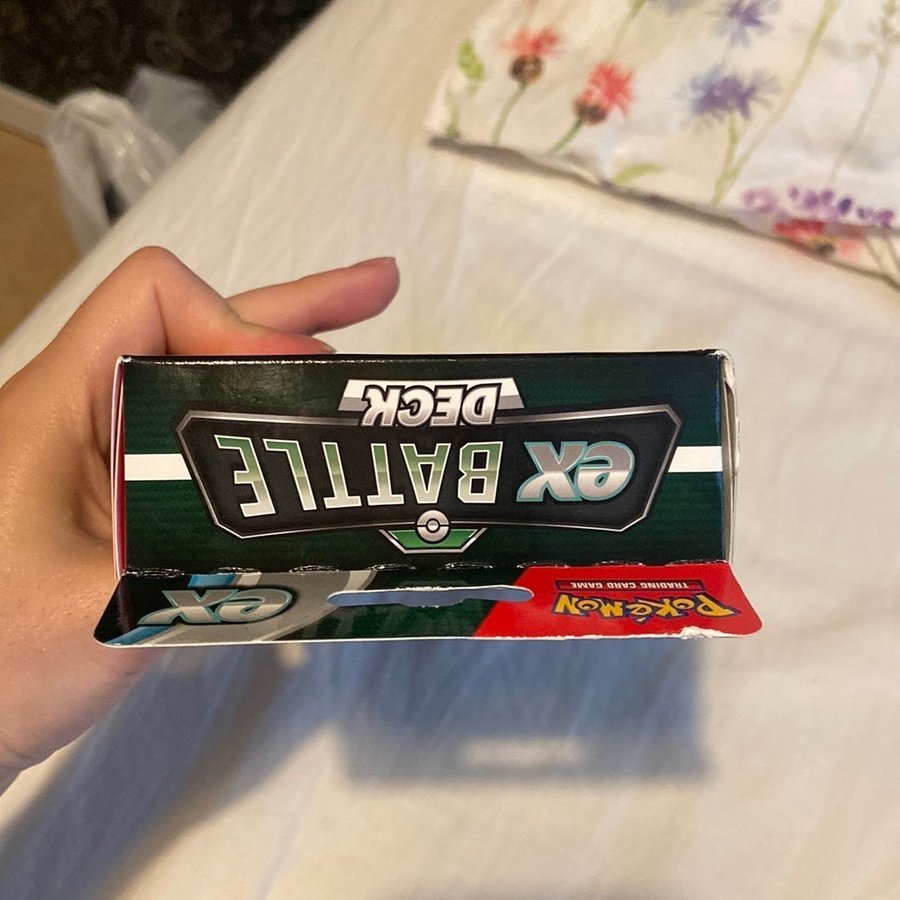 POKÉMON
TRADING CARD GAME
ex
ex BATTLE
DECK